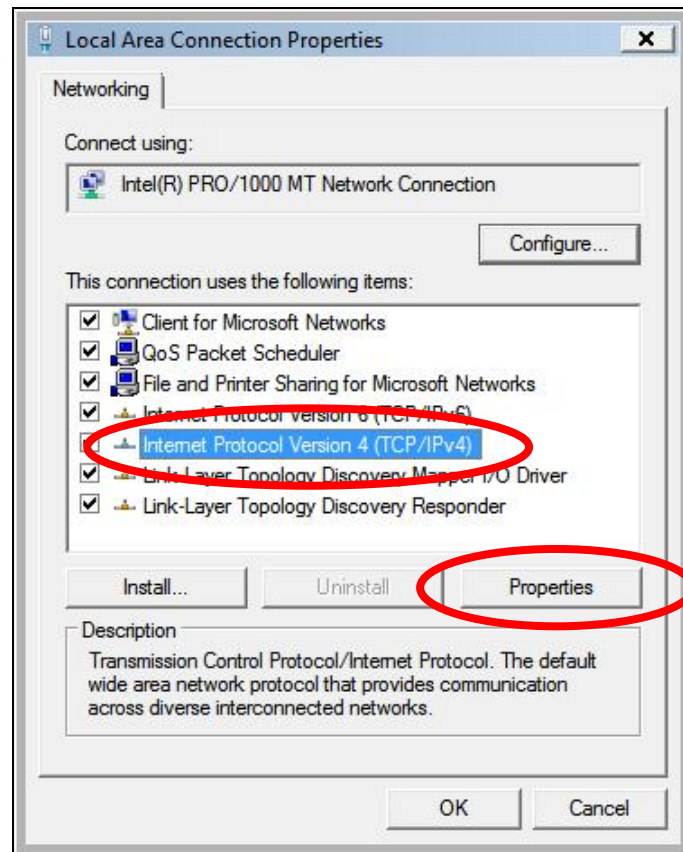 Local Area Connection Properties
Networking
Connect using:
Intel(R) PRO/1000 MT Network Connection
Configure...
This connection uses the following items:
Client for Microsoft Networks
QoS Packet Scheduler
File and Printer Sharing for Microsoft Networks
Internet Protocol Version 6 (TCP/IPv6)
Internet Protocol Version 4 (TCP/IPv4)
Link-Layer Topology Discovery Mapper I/O Driver
Link-Layer Topology Discovery Responder
Install... Uninstall Properties
Description
Transmission Control Protocol/Internet Protocol. The default
wide area network protocol that provides communication
across diverse interconnected networks.
OK Cancel